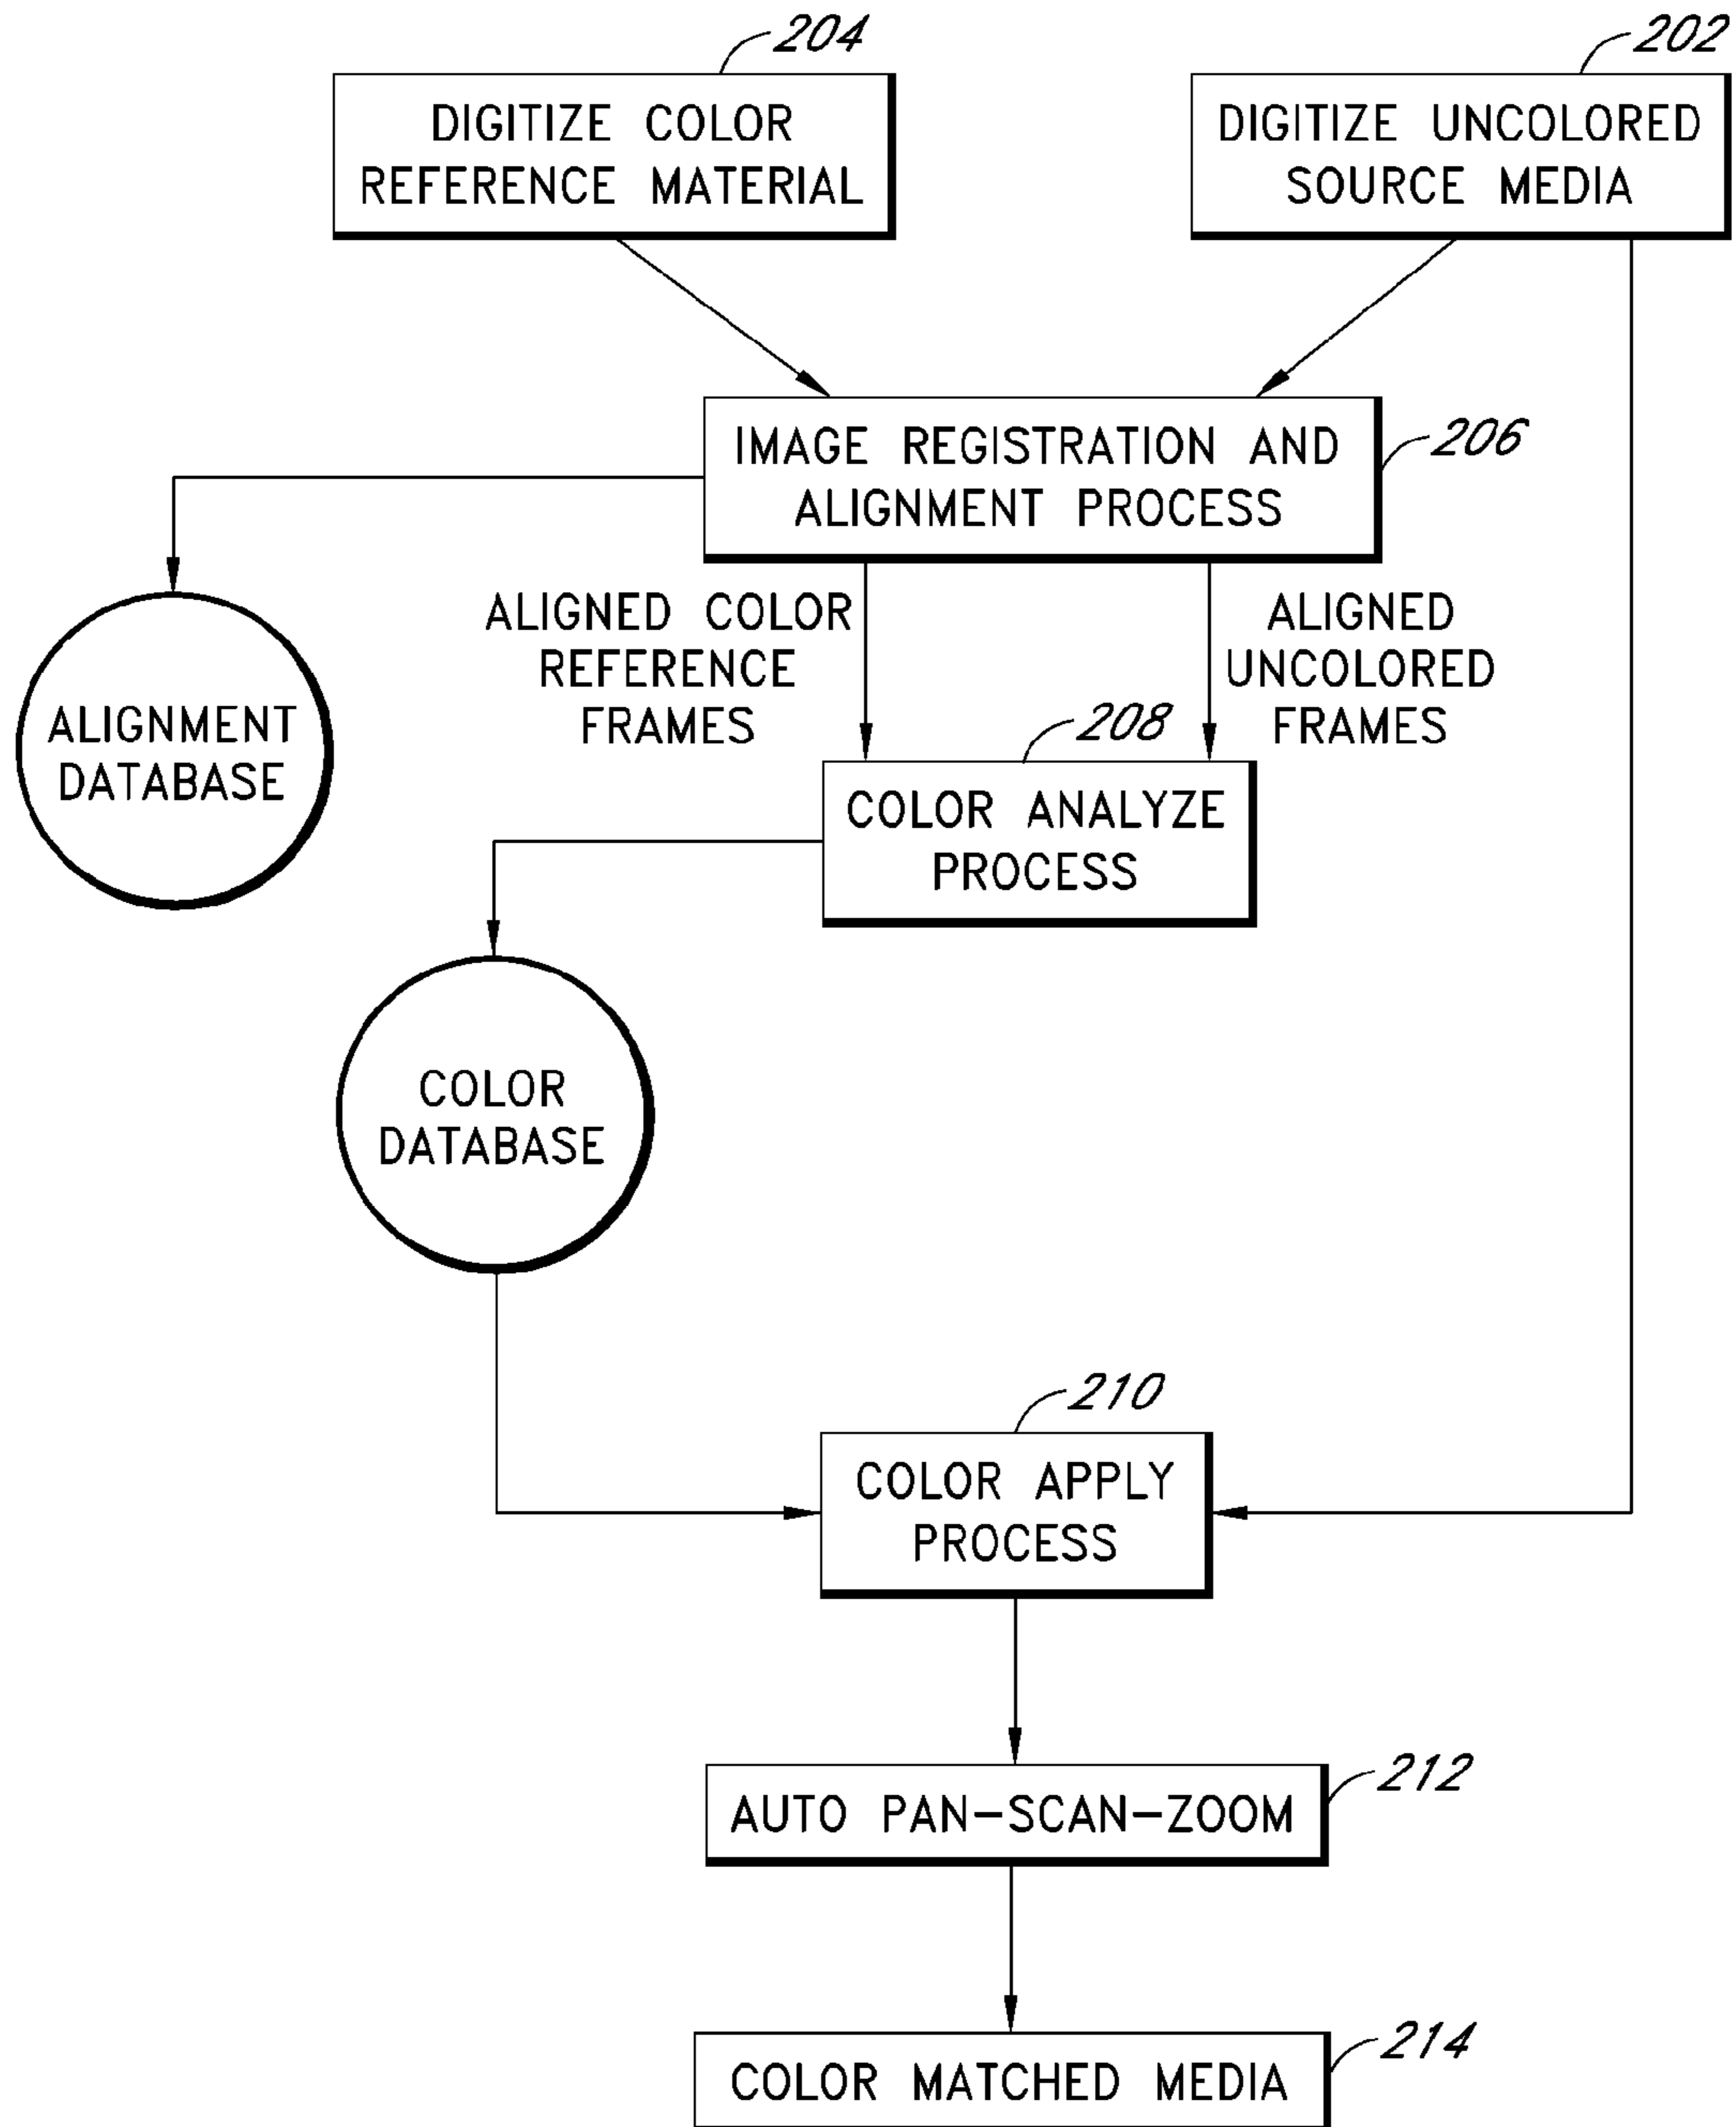 204
202
DIGITIZE COLOR
REFERENCE MATERIAL
DIGITIZE UNCOLORED
SOURCE MEDIA
IMAGE REGISTRATION AND
ALIGNMENT PROCESS
206
ALIGNED COLOR
REFERENCE
FRAMES
ALIGNED
UNCOLORED
FRAMES
ALIGNMENT
DATABASE
208
COLOR ANALYZE
PROCESS
COLOR
DATABASE
210
COLOR APPLY
PROCESS
212
AUTO PAN-SCAN-ZOOM
214
COLOR MATCHED MEDIA